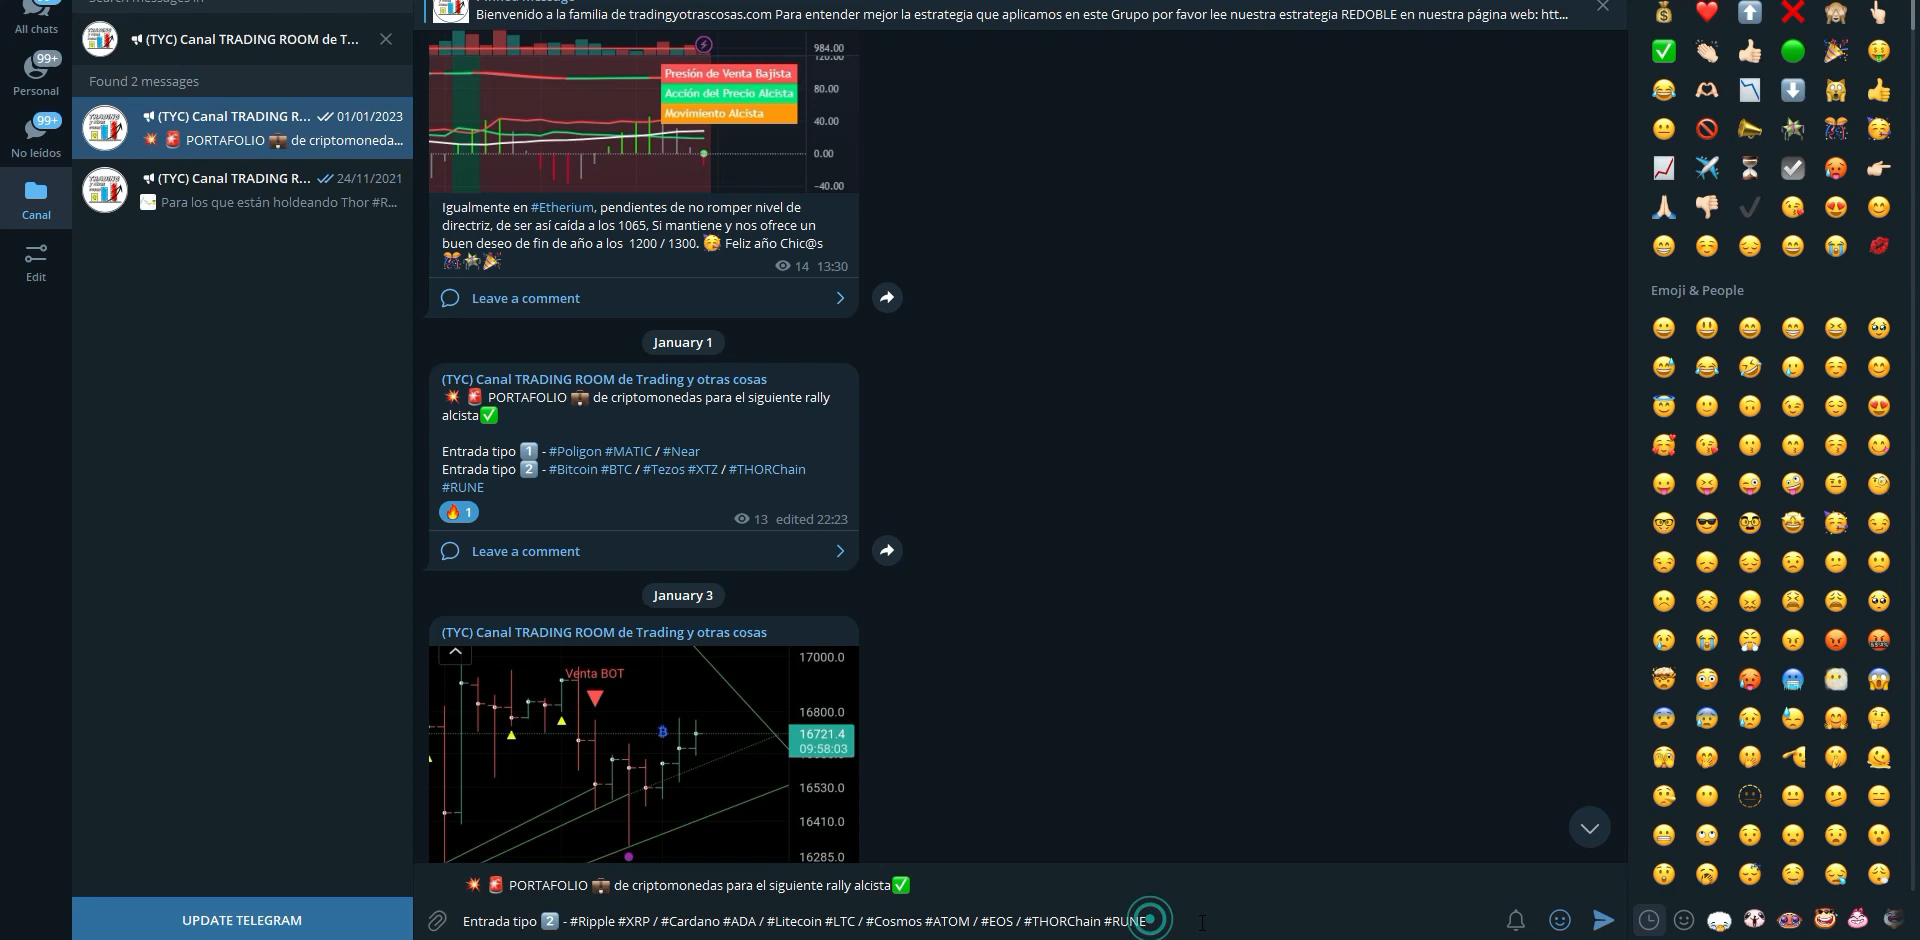 All chats
99+
Personal
99+
No leídos
Canal
Edit
Search messages in
(TYC) Canal TRADING ROOM de T...
Found 2 messages
(TYC) Canal TRADING R... 01/01/2023
💥 🚨 PORTAFOLIO 💼 de criptomoneda...
(TYC) Canal TRADING R... 24/11/2021
Para los que están holdeando Thor #R...
UPDATE TELEGRAM
Bienvenido a la familia de tradingyotrascosas.com Para entender mejor la estrategia que aplicamos en este Grupo por favor lee nuestra estrategia REDOBLE en nuestra página web: htt...
984.00
120.00
Presión de Venta Bajista
80.00
Acción del Precio Alcista
Movimiento Alcista
40.00
0.00
−40.00
Igualmente en #Etherium, pendientes de no romper nivel de
directriz, de ser así caída a los 1065, Si mantiene y nos ofrece un
buen deseo de fin de año a los 1200 / 1300. 🥳 Feliz año Chic@s
14 13:30
Leave a comment
January 1
(TYC) Canal TRADING ROOM de Trading y otras cosas
💥 🚨 PORTAFOLIO 💼 de criptomonedas para el siguiente rally
alcista✅
Entrada tipo 1️⃣ - #Poligon #MATIC / #Near
Entrada tipo 2️⃣ - #Bitcoin #BTC / #Tezos #XTZ / #THORChain
#RUNE
🔥 1
13 edited 22:23
Leave a comment
January 3
(TYC) Canal TRADING ROOM de Trading y otras cosas
17000.0
Venta BOT
16800.0
16721.4
09:58:03
16530.0
16410.0
16285.0
💥 🚨 PORTAFOLIO 💼 de criptomonedas para el siguiente rally alcista✅
Entrada tipo 2️⃣ - #Ripple #XRP / #Cardano #ADA / #Litecoin #LTC / #Cosmos #ATOM / #EOS / #THORChain #RUNE
Emoji & People